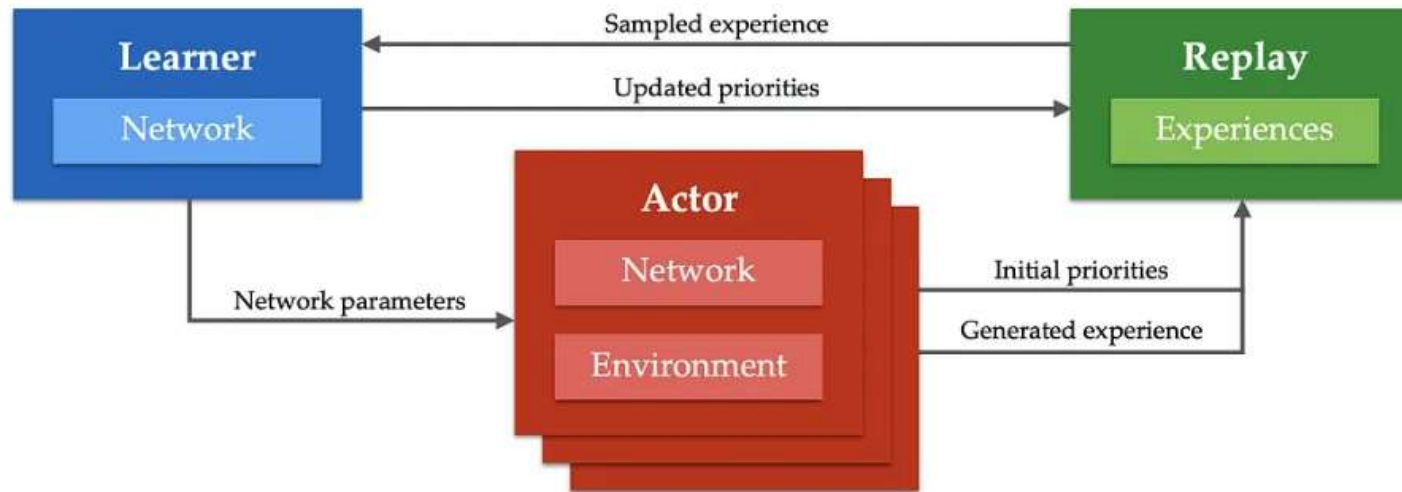 Learner
Network
Sampled experience
Updated priorities
Replay
Experiences
Actor
Network
Environment
Network parameters
Initial priorities
Generated experience